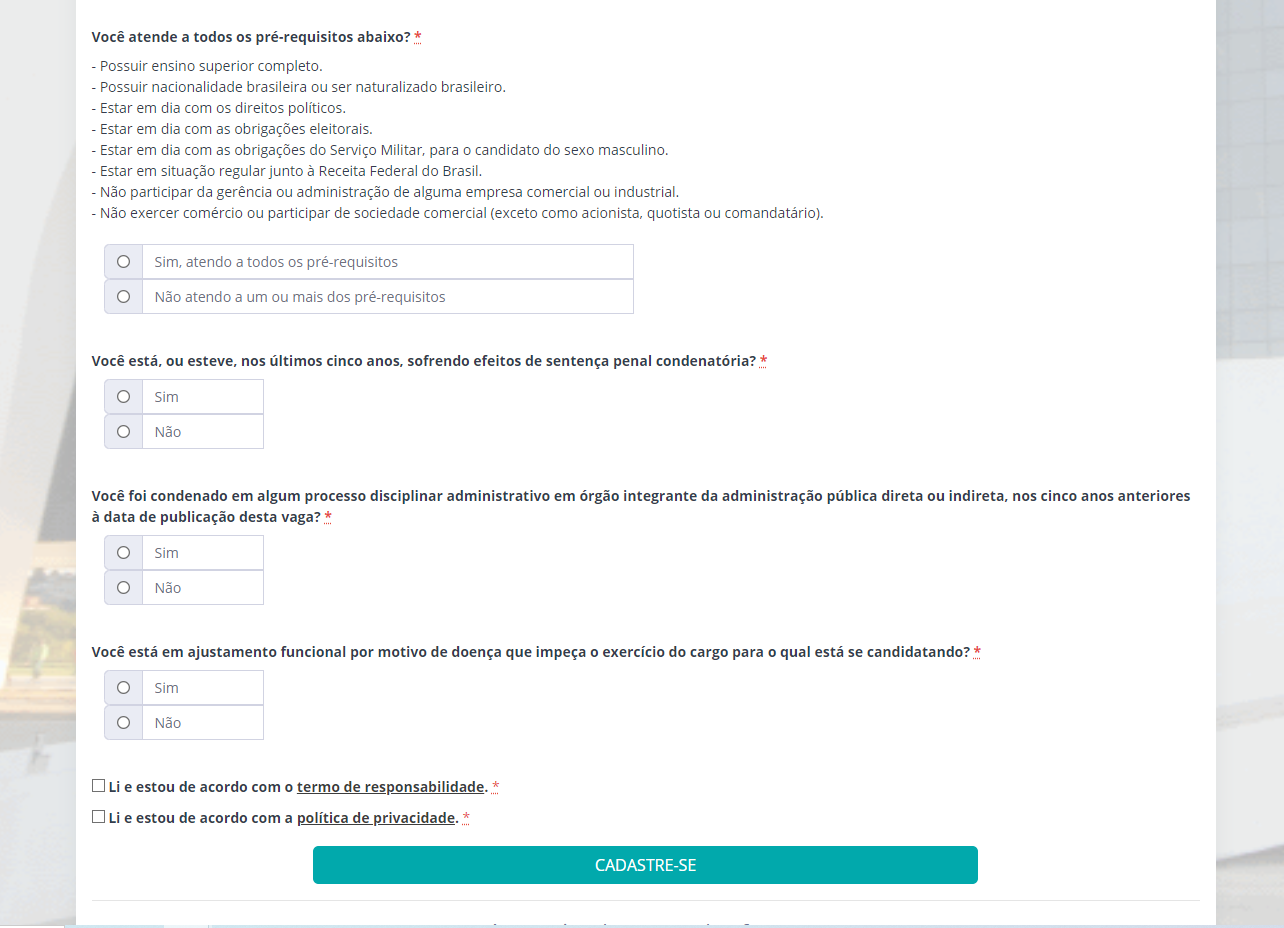 Você atende a todos os pré-requisitos abaixo? *
- Possuir ensino superior completo.
- Possuir nacionalidade brasileira ou ser naturalizado brasileiro.
- Estar em dia com os direitos políticos.
- Estar em dia com as obrigações eleitorais.
- Estar em dia com as obrigações do Serviço Militar, para o candidato do sexo masculino.
- Estar em situação regular junto à Receita Federal do Brasil.
- Não participar da gerência ou administração de alguma empresa comercial ou industrial.
- Não exercer comércio ou participar de sociedade comercial (exceto como acionista, quotista ou comandatário).
Sim, atendo a todos os pré-requisitos
Não atendo a um ou mais dos pré-requisitos
Você está, ou esteve, nos últimos cinco anos, sofrendo efeitos de sentença penal condenatória? *
Sim
Não
Você foi condenado em algum processo disciplinar administrativo em órgão integrante da administração pública direta ou indireta, nos cinco anos anteriores
à data de publicação desta vaga? *
Sim
Não
Você está em ajustamento funcional por motivo de doença que impeça o exercício do cargo para o qual está se candidatando? *
Sim
Não
Li e estou de acordo com o termo de responsabilidade. *
Li e estou de acordo com a política de privacidade. *
CADASTRE-SE